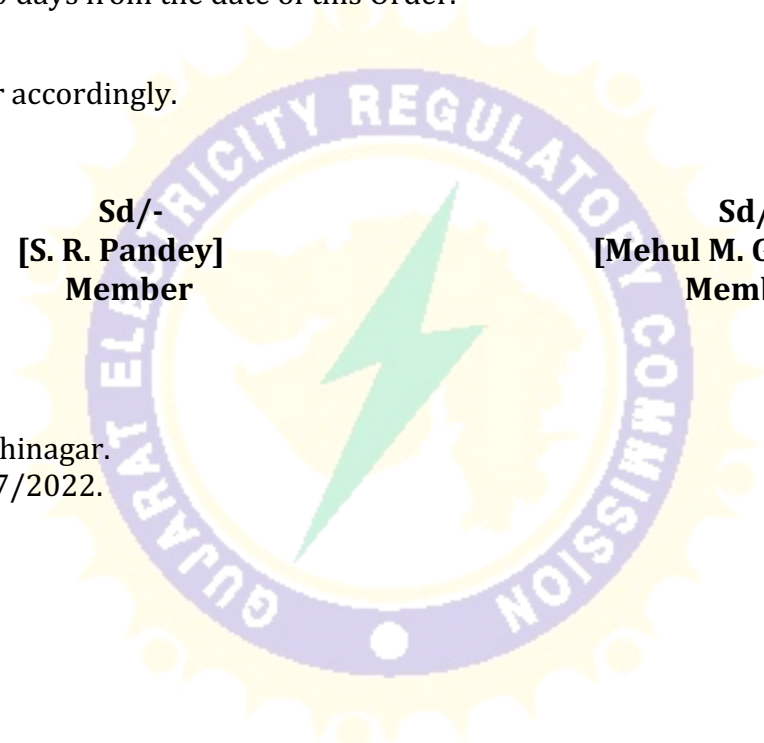 days from the date of this Order.
accordingly.
Sd/- Sd/
[S. R. Pandey] [Mehul M. G
Member Memb
hinagar.
7/2022.
GUJARAT ELECTRICITY REGULATORY COMMISSION